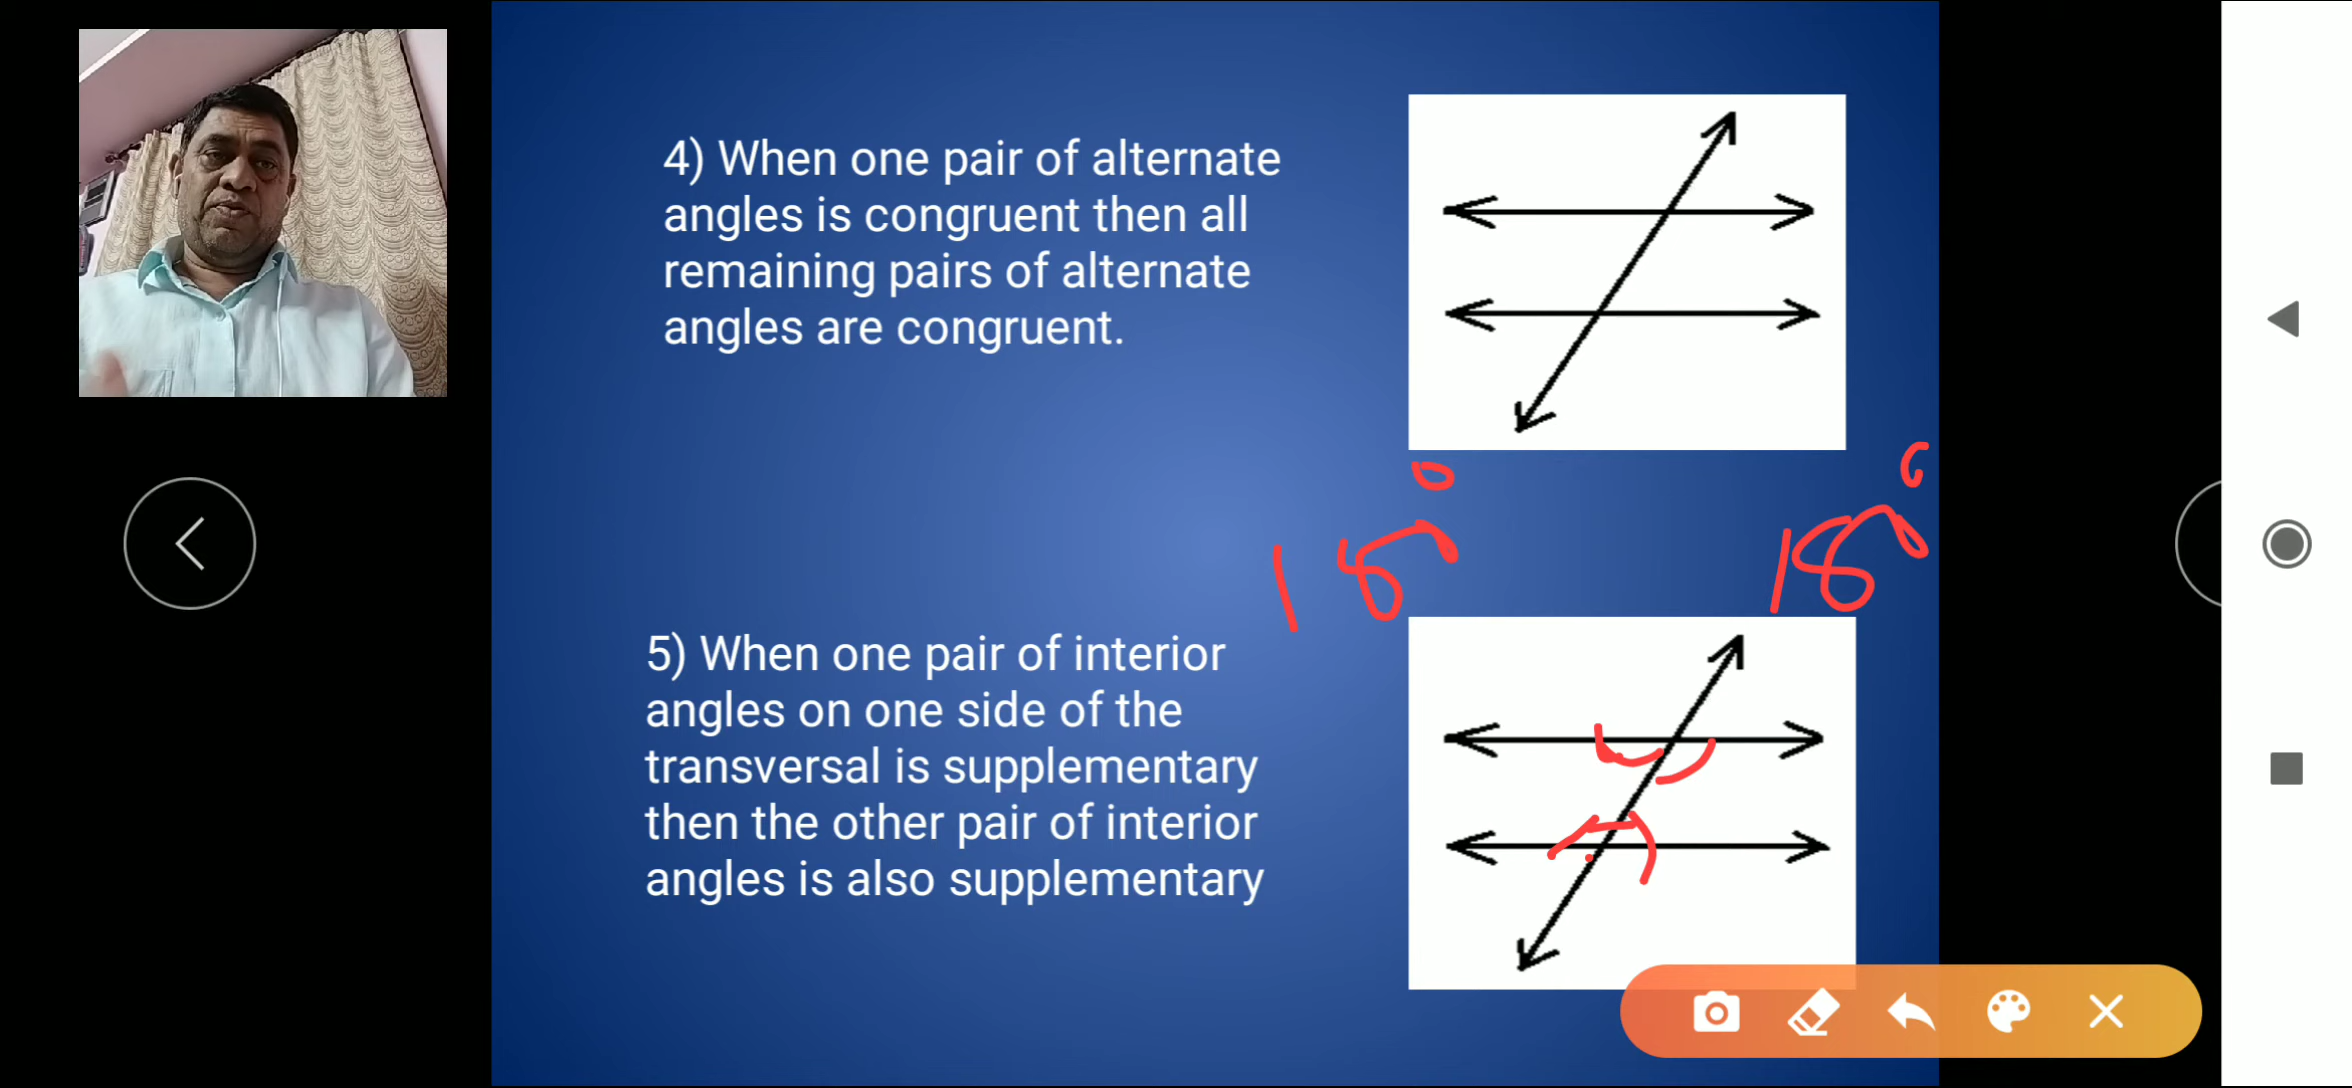 4) When one pair of alternate
angles is congruent then all
remaining pairs of alternate
angles are congruent.
180°
180°
5) When one pair of interior
angles on one side of the
transversal is supplementary
then the other pair of interior
angles is also supplementary